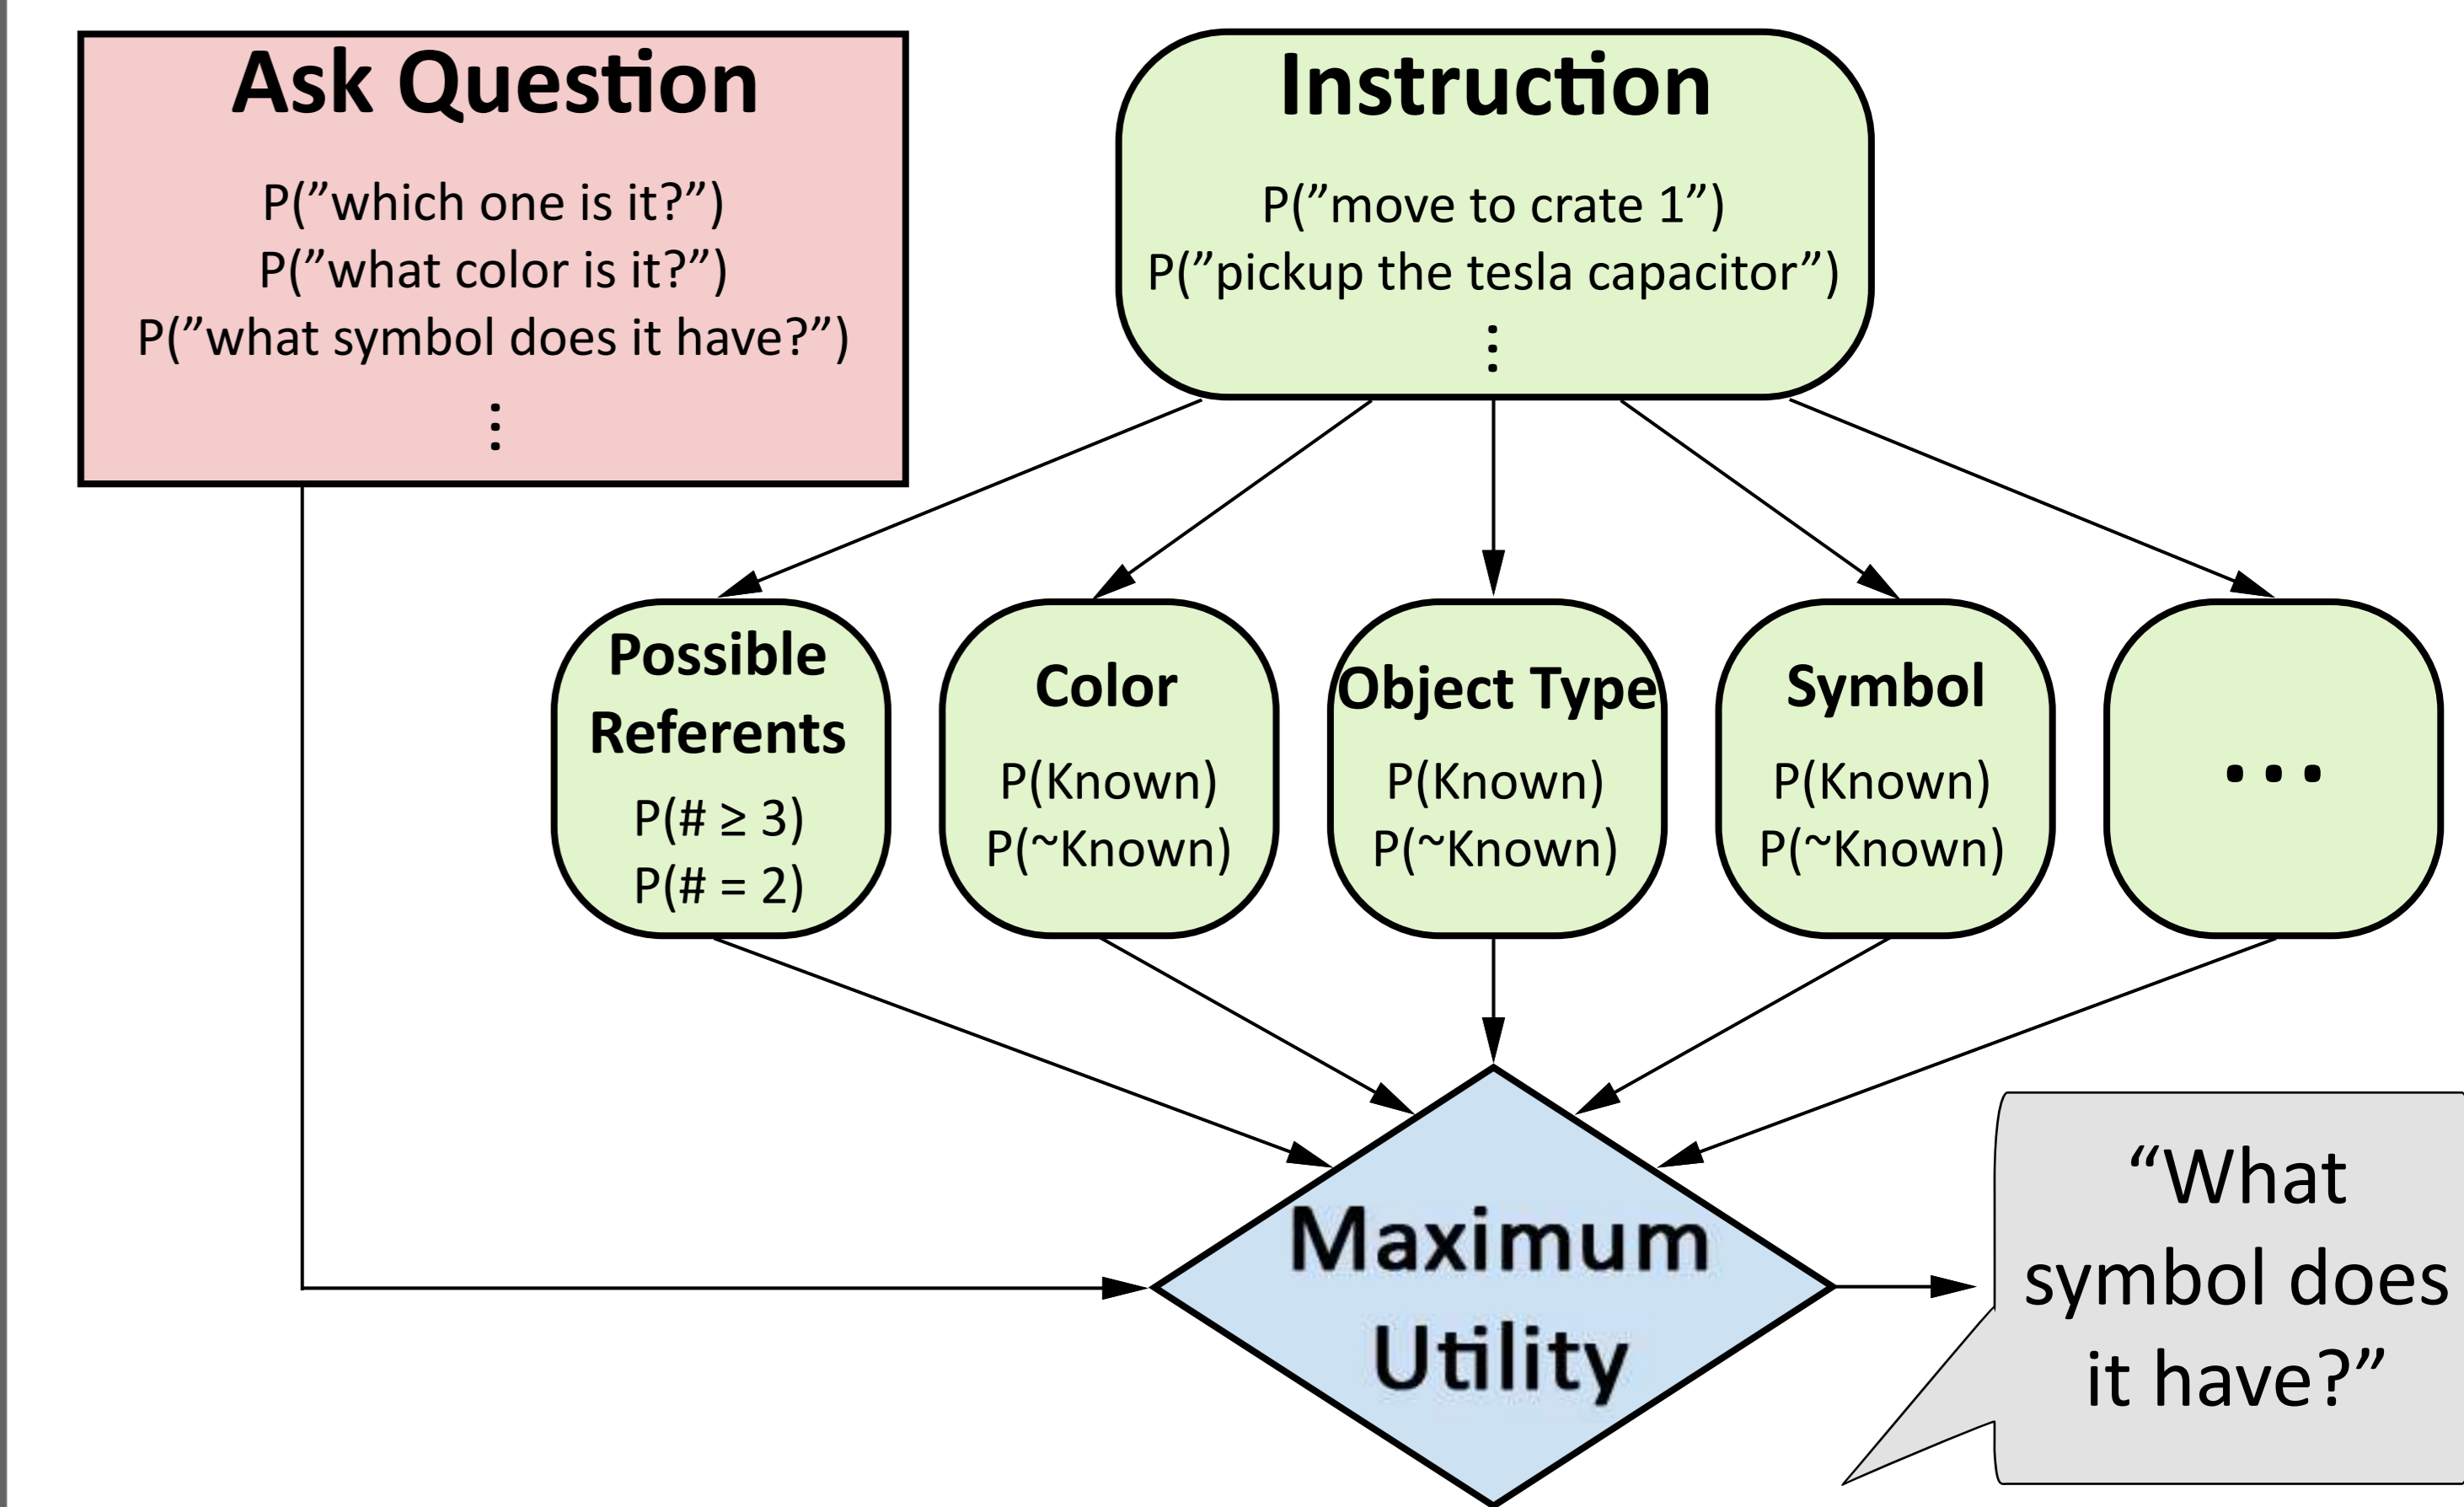 Ask Question
P(”which one is it?”)
P(”what color is it?”)
P(”what symbol does it have?”)
⋮
Instruction
P(”move to crate 1”)
P(”pickup the tesla capacitor”)
⋮
Possible
Referents
P(# ≥ 3)
P(# = 2)
Color
P(Known)
P(~Known)
Object Type
P(Known)
P(~Known)
Symbol
P(Known)
P(~Known)
...
Maximum
Utility
“What
symbol does
it have?”